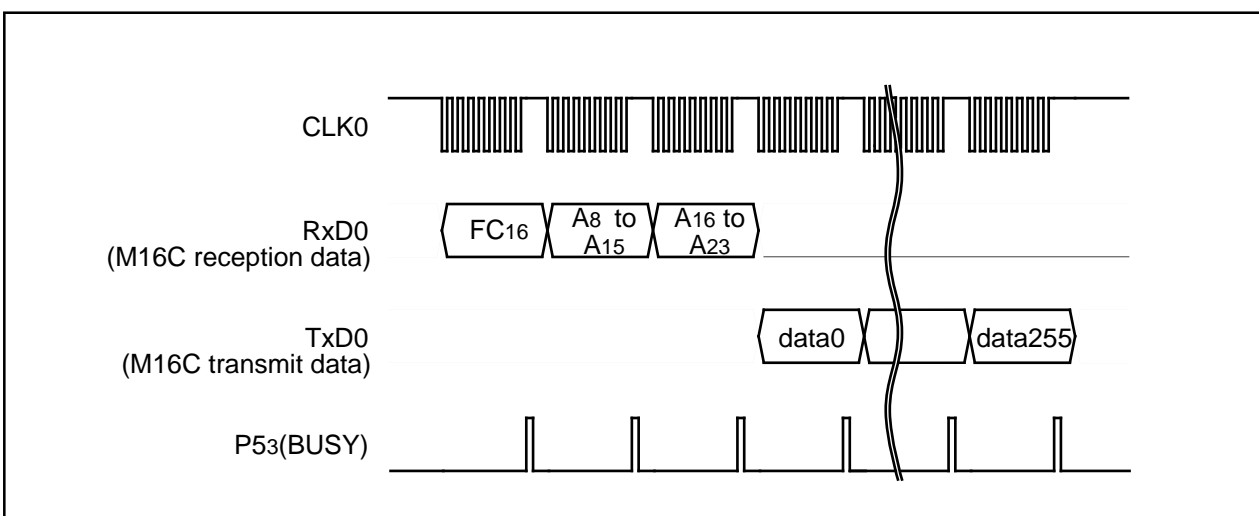 CLK0
RxD0
(M16C reception data)
FC16
A8 to
A15
A16 to
A23
TxD0
(M16C transmit data)
data0
data255
P53(BUSY)